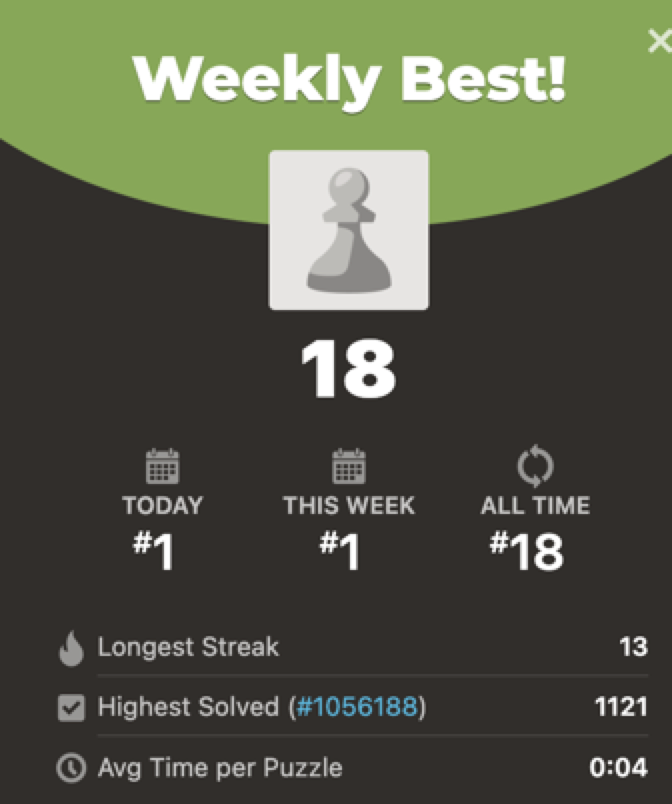 Weekly Best!
18
TODAY THIS WEEK ALL TIME
#1 #1 #18
Longest Streak 13
Highest Solved (#1056188) 1121
Avg Time per Puzzle 0:04